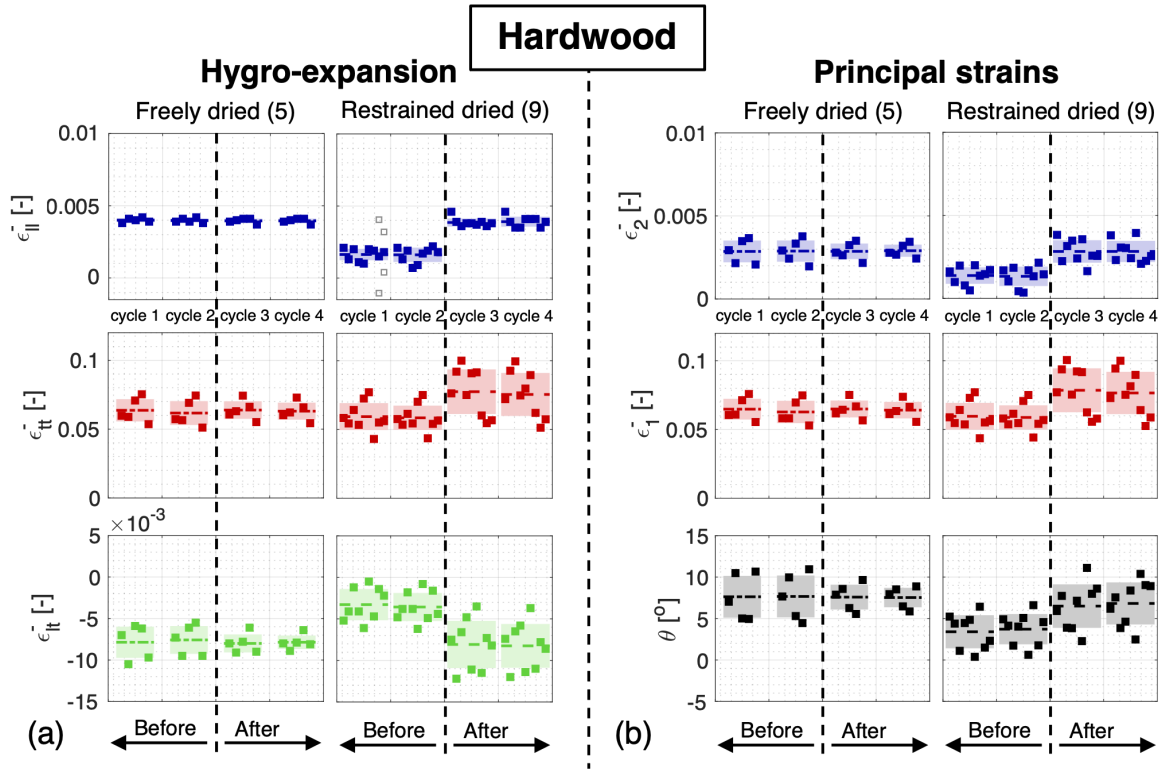 Hardwood
Hygro-expansion
Principal strains
Freely dried (5)
Restrained dried (9)
Freely dried (5)
Restrained dried (9)
0.01
0.005
0
ϵ‾ll [-]
0.01
0.005
0
ϵ‾2 [-]
cycle 1 cycle 2 cycle 3 cycle 4
cycle 1 cycle 2 cycle 3 cycle 4
cycle 1 cycle 2 cycle 3 cycle 4
cycle 1 cycle 2 cycle 3 cycle 4
0.1
0.05
0
ϵ‾tt [-]
0.1
0.05
0
ϵ‾1 [-]
×10⁻³
5
0
-5
-10
-15
ϵ‾lt [-]
15
10
5
0
-5
θ [°]
(a)
Before After
Before After
(b)
Before After
Before After